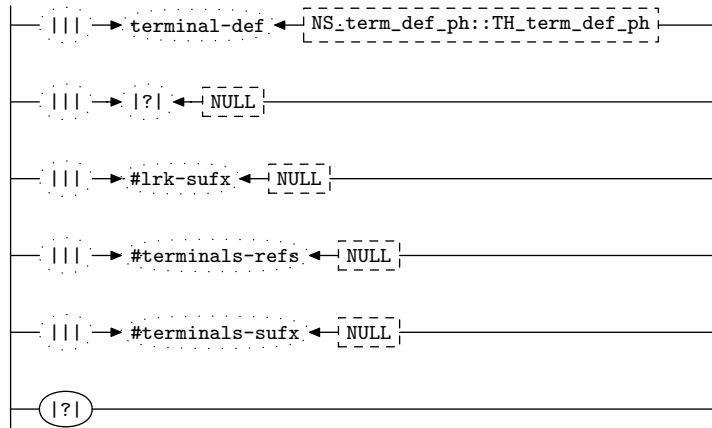 ||| terminal-def NS_term_def_ph::TH_term_def_ph
||| |?| NULL
||| #lrk-sufx NULL
||| #terminals-refs NULL
||| #terminals-sufx NULL
|?|